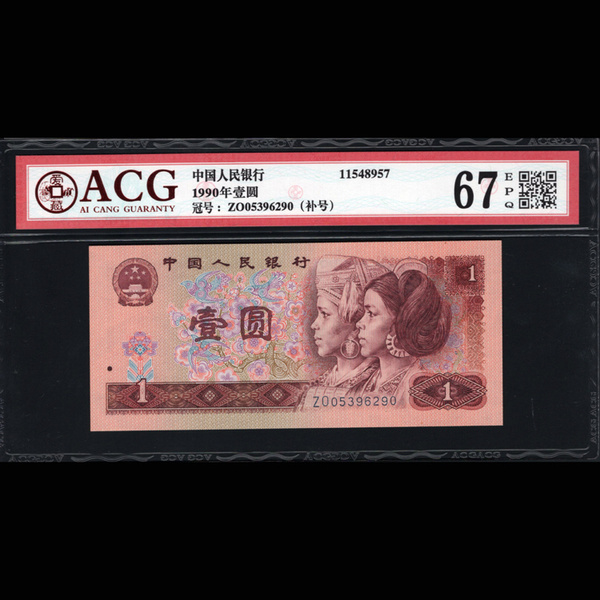 ACG
AI CANG GUARANTY
中国人民银行 11548957
1990年壹圆
冠号：ZO05396290（补号）
67 EPQ
中国人民银行
1
壹圆
1
1
ZO05396290